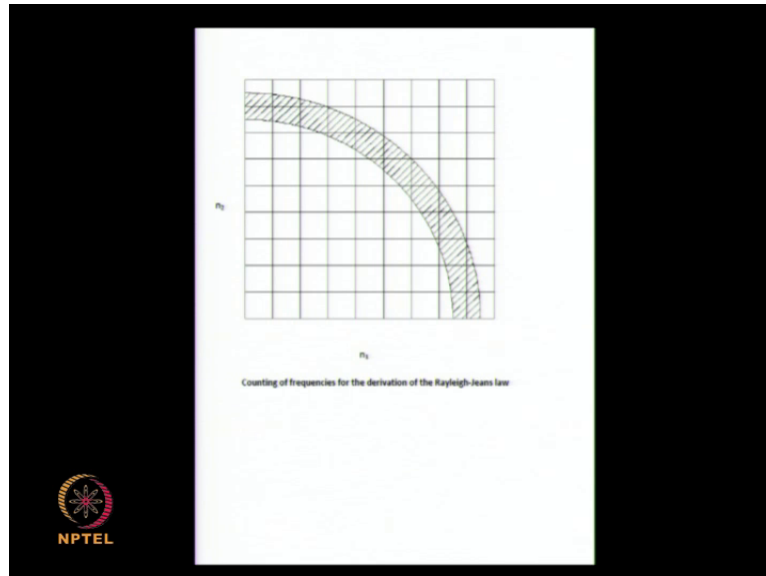 n₂
n₁
Counting of frequencies for the derivation of the Rayleigh-Jeans law
NPTEL